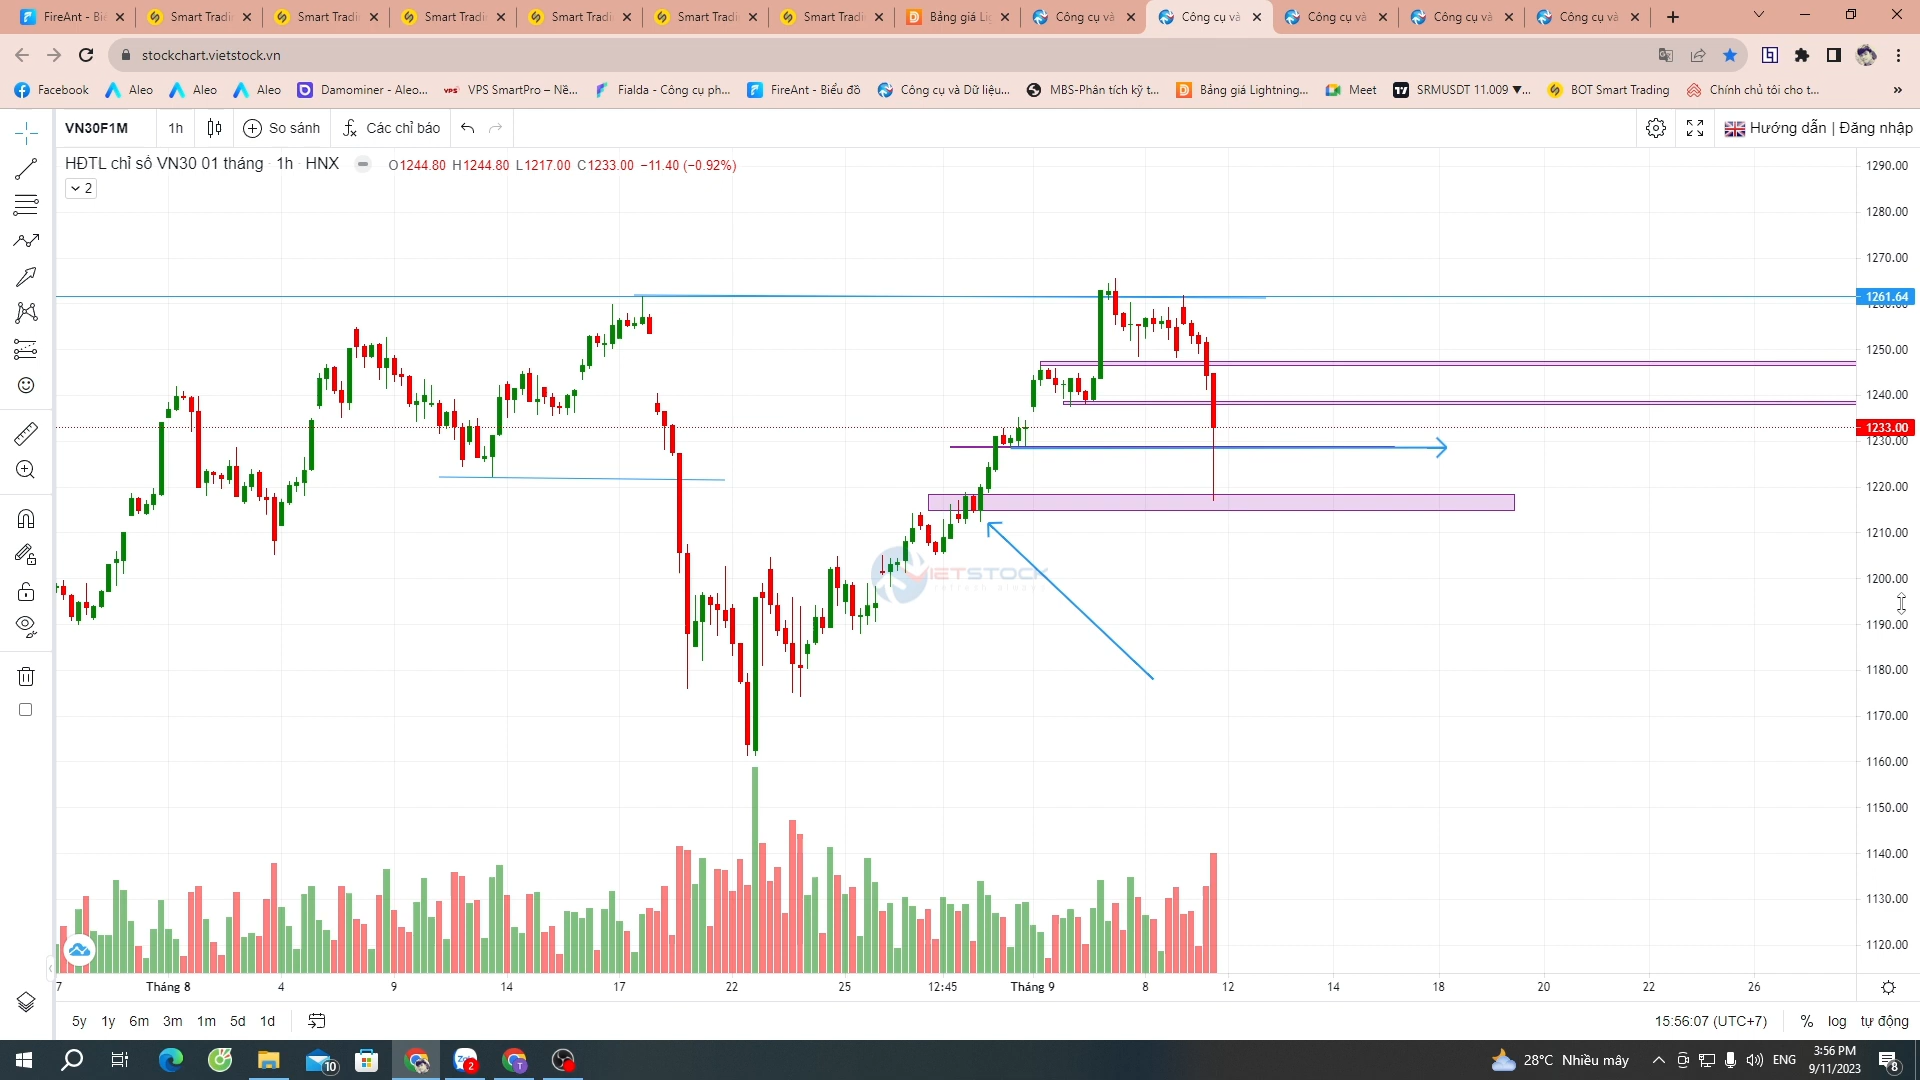 FireAnt - Biể
Smart Tradi
Smart Tradi
Smart Tradi
Smart Tradi
Smart Tradi
Smart Tradi
Bảng giá Lig
Công cụ và
Công cụ và
Công cụ và
Công cụ và
Công cụ và
stockchart.vietstock.vn
Facebook
Aleo
Aleo
Aleo
Damominer - Aleo...
VPS SmartPro – Nề...
Fialda - Công cụ ph...
FireAnt - Biểu đồ
Công cụ và Dữ liệu...
MBS-Phân tích kỹ t...
Bảng giá Lightning...
Meet
SRMUSDT 11.009 ▼...
BOT Smart Trading
Chính chủ tôi cho t...
»
VN30F1M
1h
So sánh
Các chỉ báo
Hướng dẫn | Đăng nhập
HĐTL chỉ số VN30 01 tháng · 1h · HNX
O1244.80 H1244.80 L1217.00 C1233.00 −11.40 (−0.92%)
2
1290.00
1280.00
1270.00
1261.64
1250.00
1240.00
1233.00
1230.00
1220.00
1210.00
1200.00
1190.00
1180.00
1170.00
1160.00
1150.00
1140.00
1130.00
1120.00
VIETSTOCK
7
Tháng 8
4
9
14
17
22
25
12:45
Tháng 9
8
12
14
18
20
22
26
5y 1y 6m 3m 1m 5d 1d
15:56:07 (UTC+7)
% log tự động
10
Zalo
2
T
28°C Nhiều mây
ENG
3:56 PM
9/11/2023
8